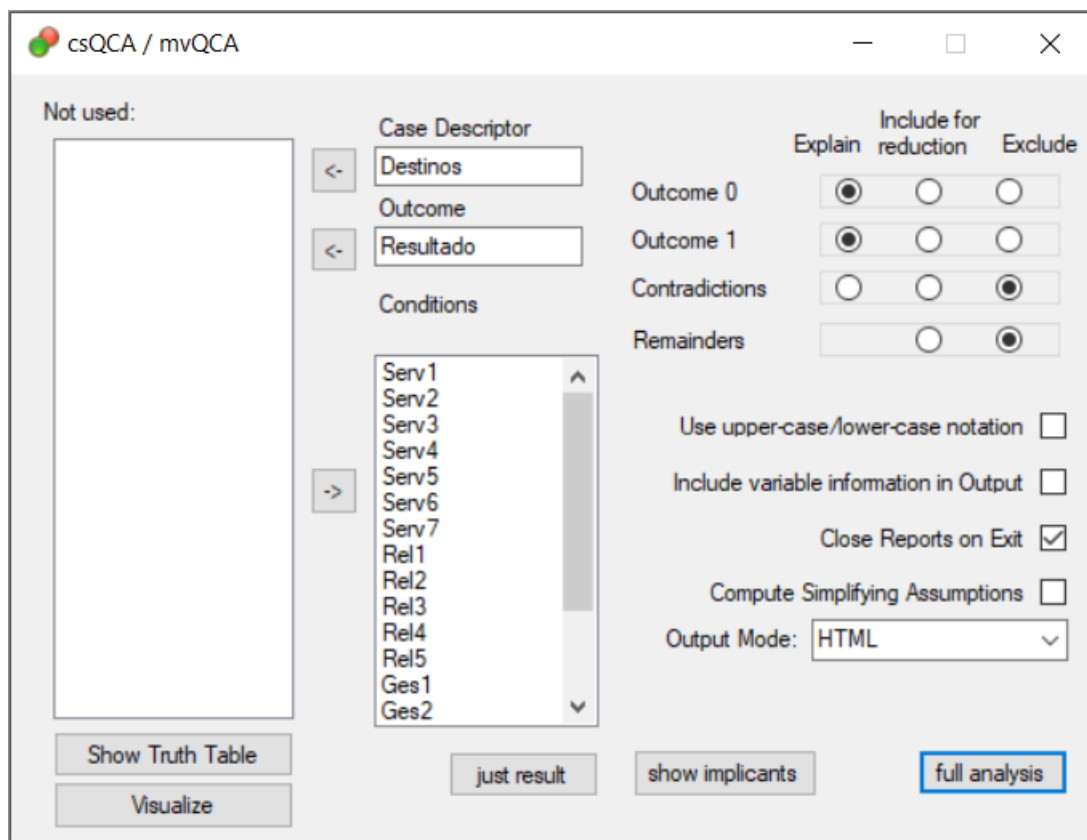 csQCA / mvQCA
Not used:
Case Descriptor
<-
Destinos
Outcome
<-
Resultado
Conditions
Serv1
Serv2
Serv3
Serv4
Serv5
Serv6
Serv7
Rel1
Rel2
Rel3
Rel4
Rel5
Ges1
Ges2
->
Explain
Include for
reduction
Exclude
Outcome 0
Outcome 1
Contradictions
Remainders
Use upper-case/lower-case notation
Include variable information in Output
Close Reports on Exit
Compute Simplifying Assumptions
Output Mode: HTML
Show Truth Table
Visualize
just result
show implicants
full analysis